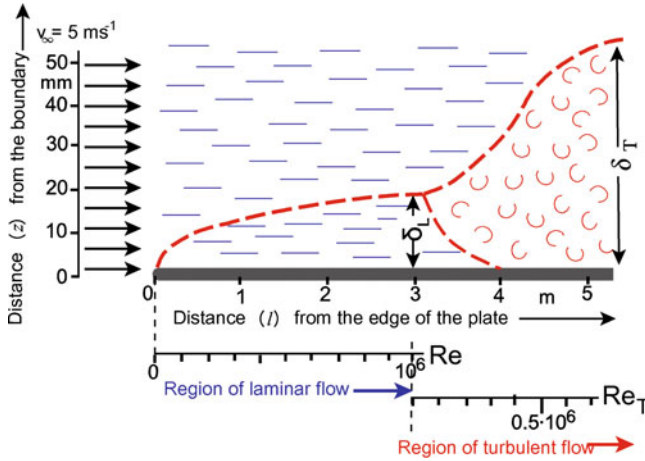 v∞ = 5 ms⁻¹
Distance (z) from the boundary
50
mm
40
30
20
10
0
δL
δT
0 1 2 3 4 m 5
Distance (l) from the edge of the plate
Re
0 10⁶
Region of laminar flow
ReT
0.5·10⁶
Region of turbulent flow